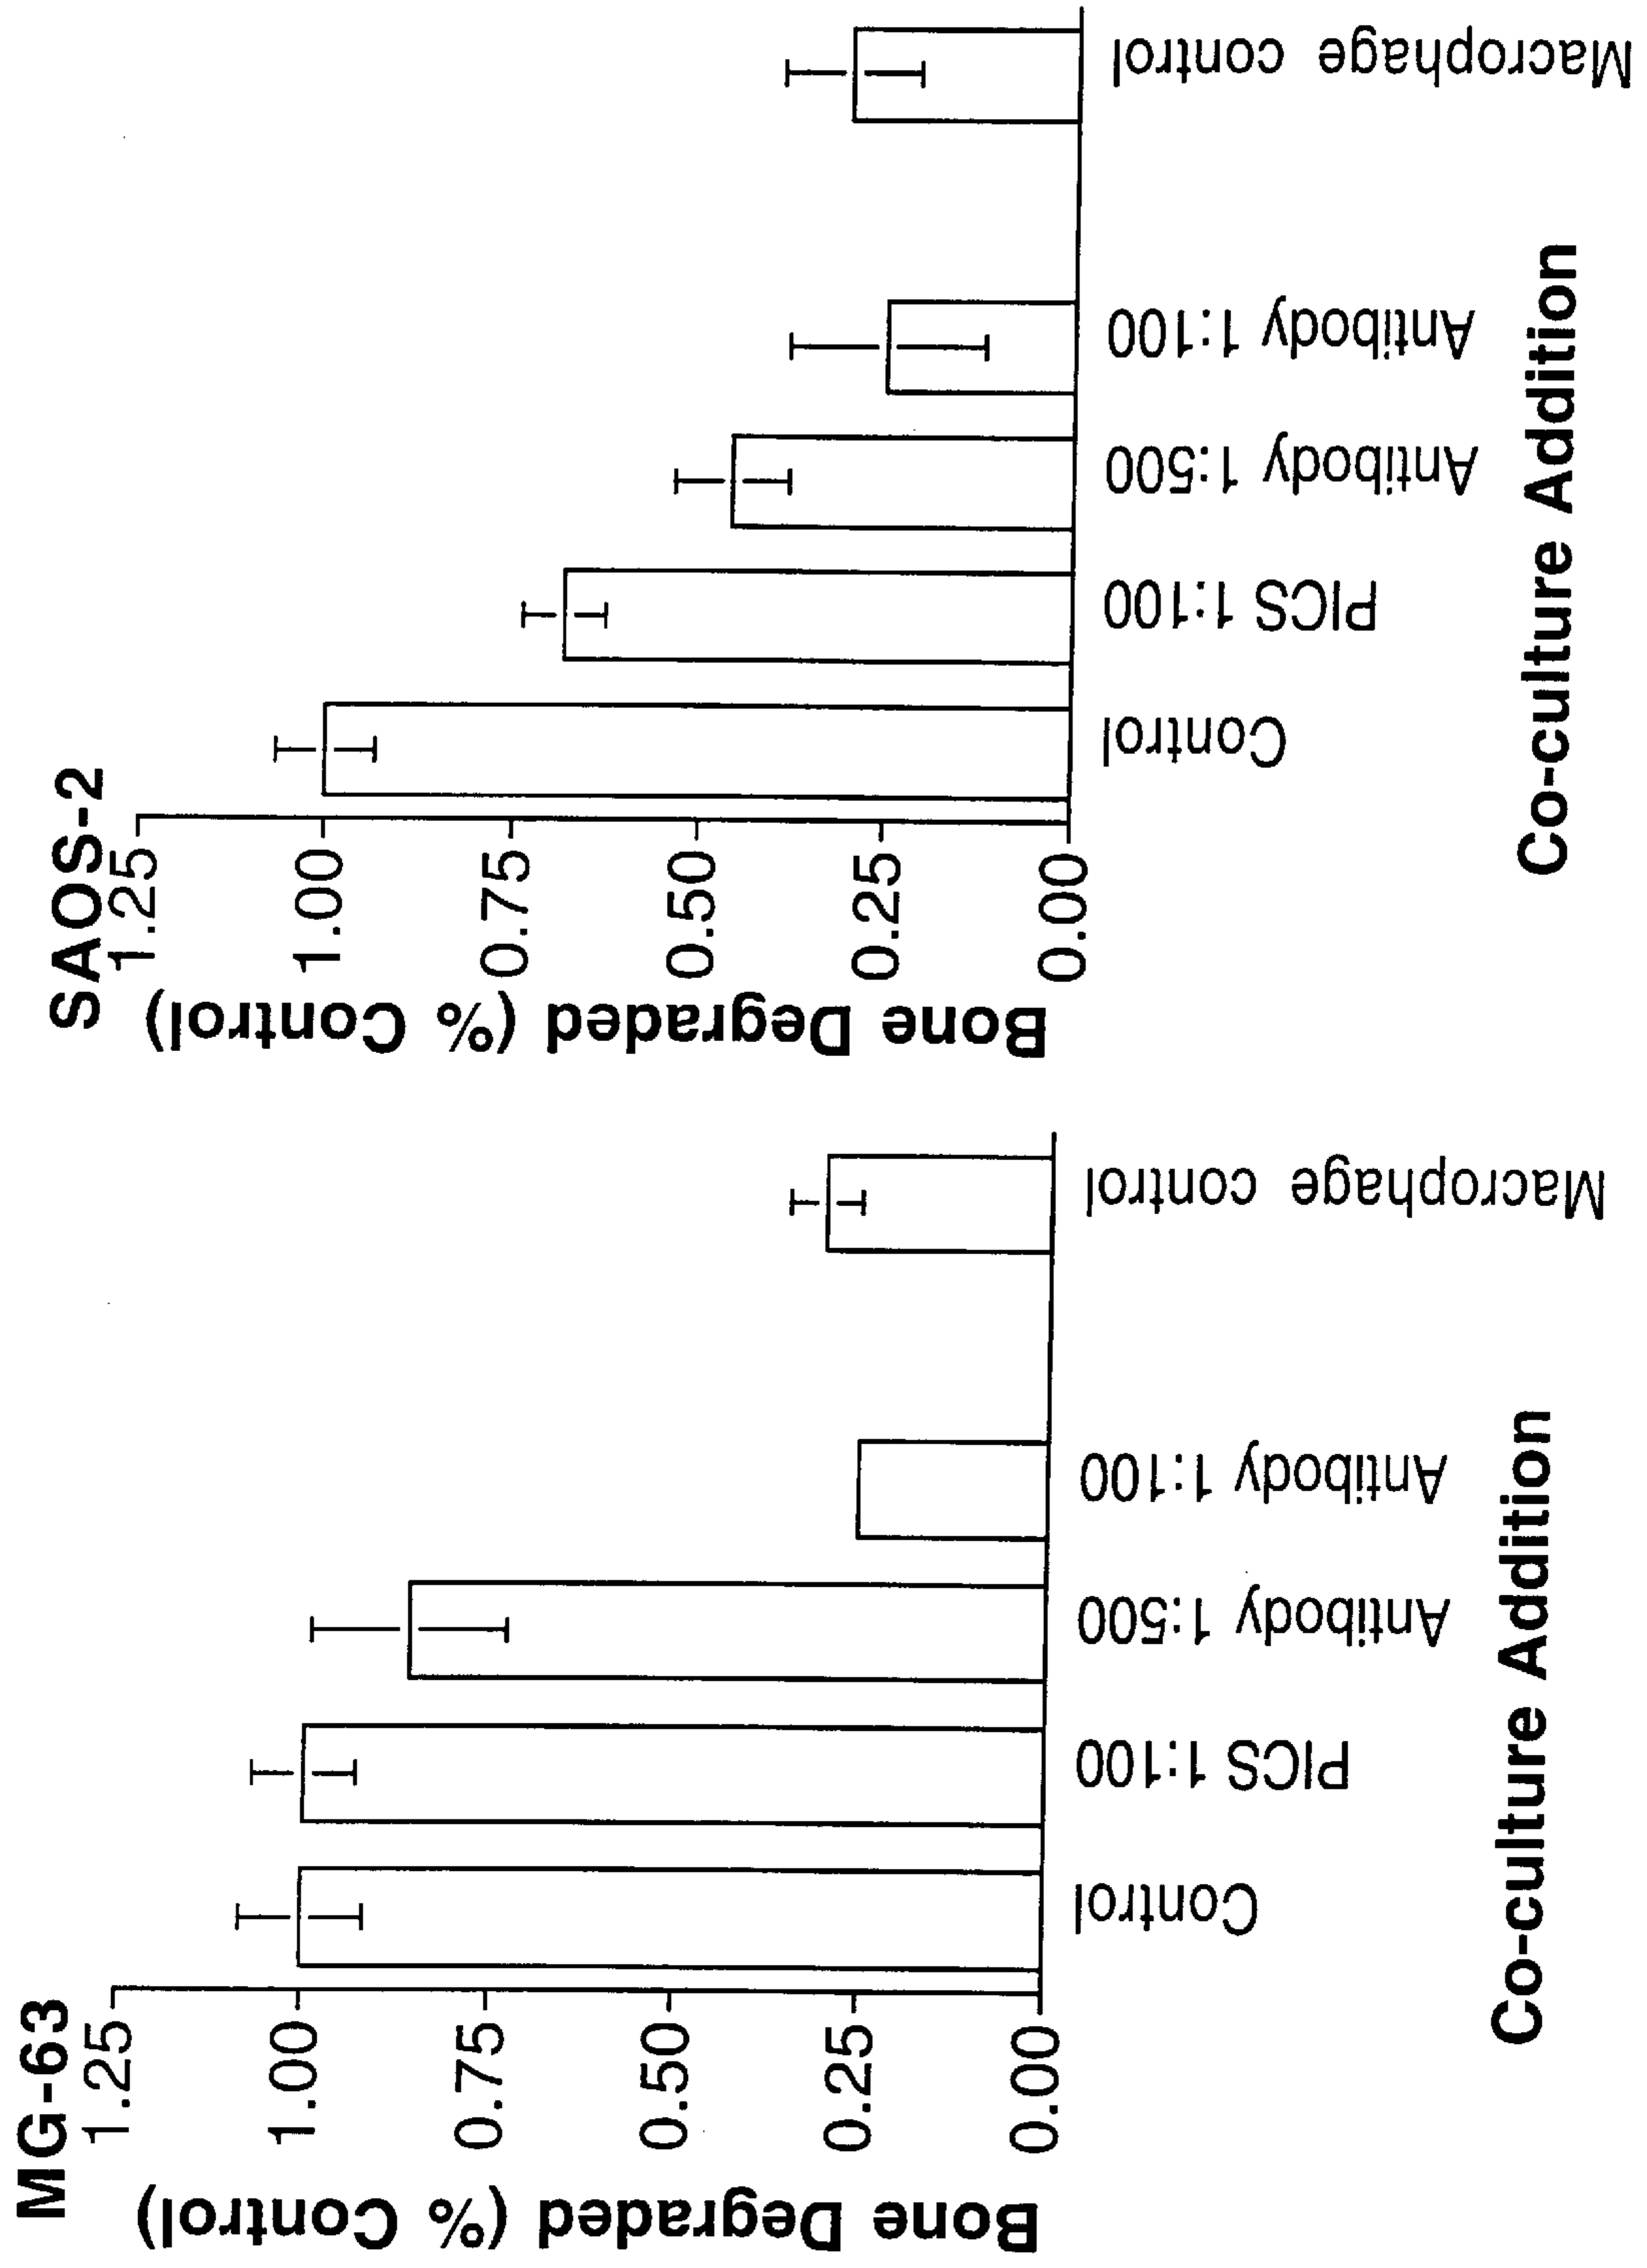 MG-63
Bone Degraded (% Control)
1.25
1.00
0.75
0.50
0.25
0.00
Control
PICS 1:100
Antibody 1:500
Antibody 1:100
Macrophage control
Co-culture Addition
SAOS-2
Bone Degraded (% Control)
1.25
1.00
0.75
0.50
0.25
0.00
Control
PICS 1:100
Antibody 1:500
Antibody 1:100
Macrophage control
Co-culture Addition